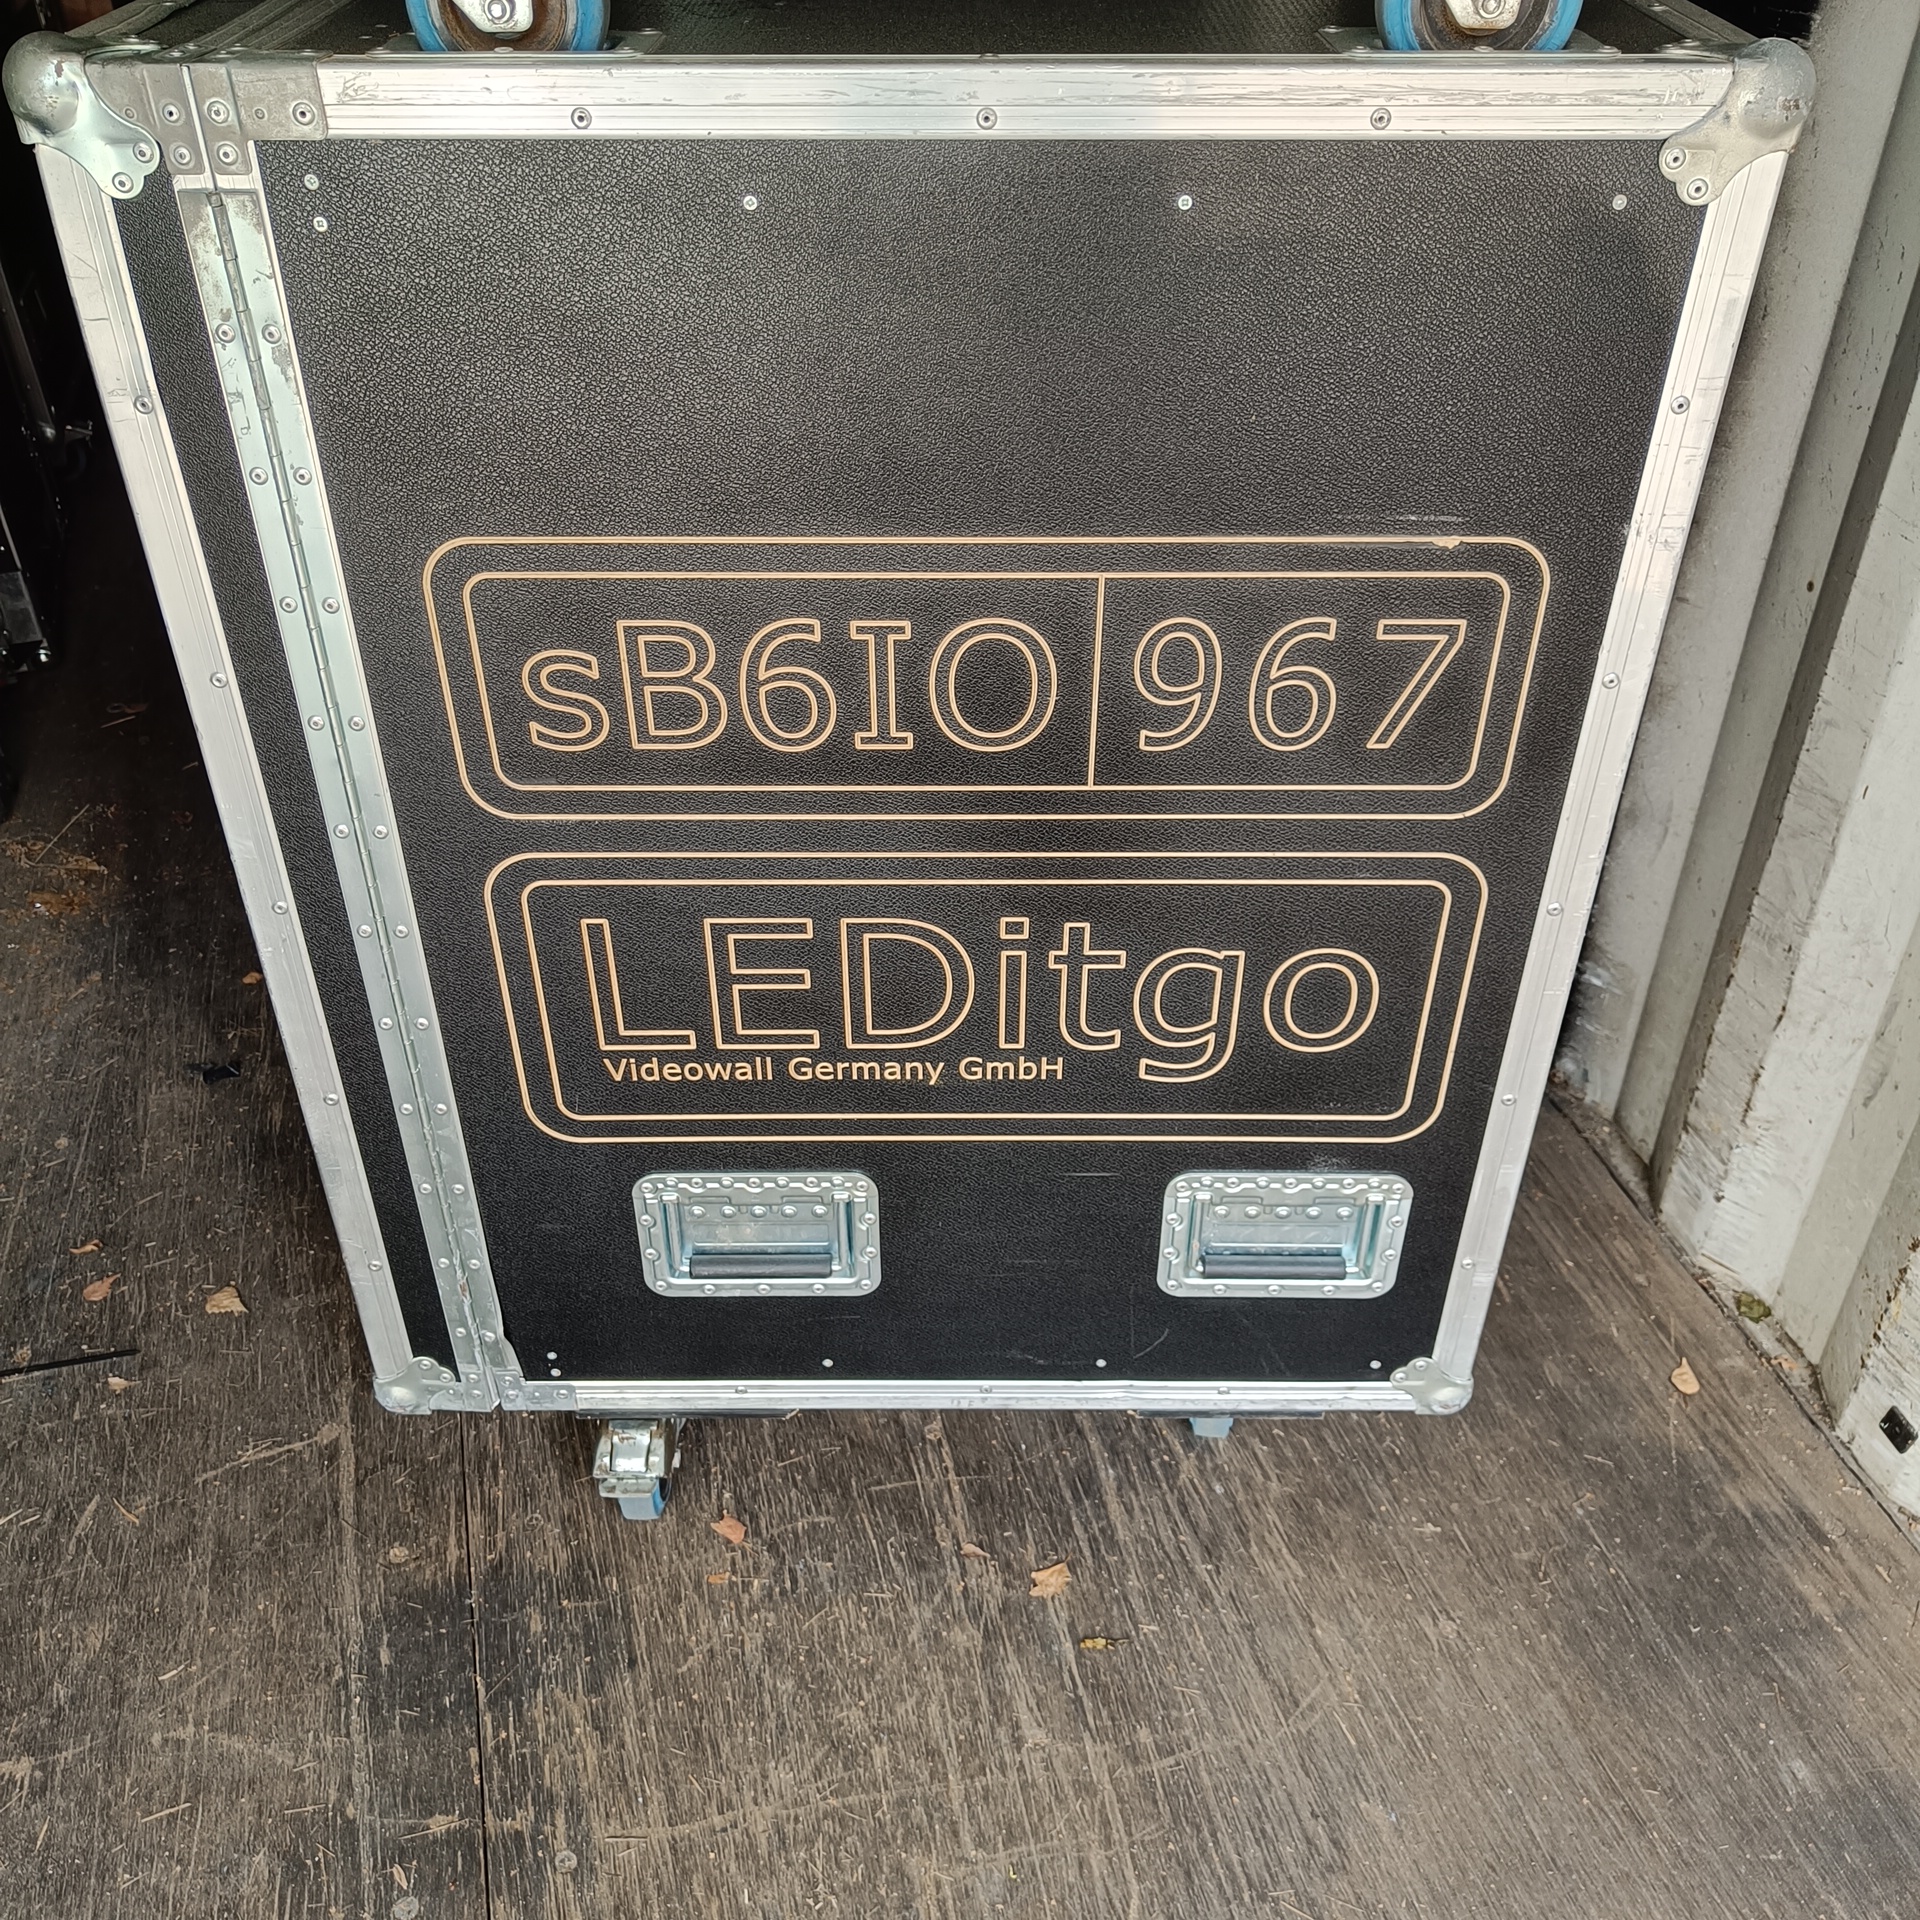 sB6IO 967
LEDitgo
Videowall Germany GmbH